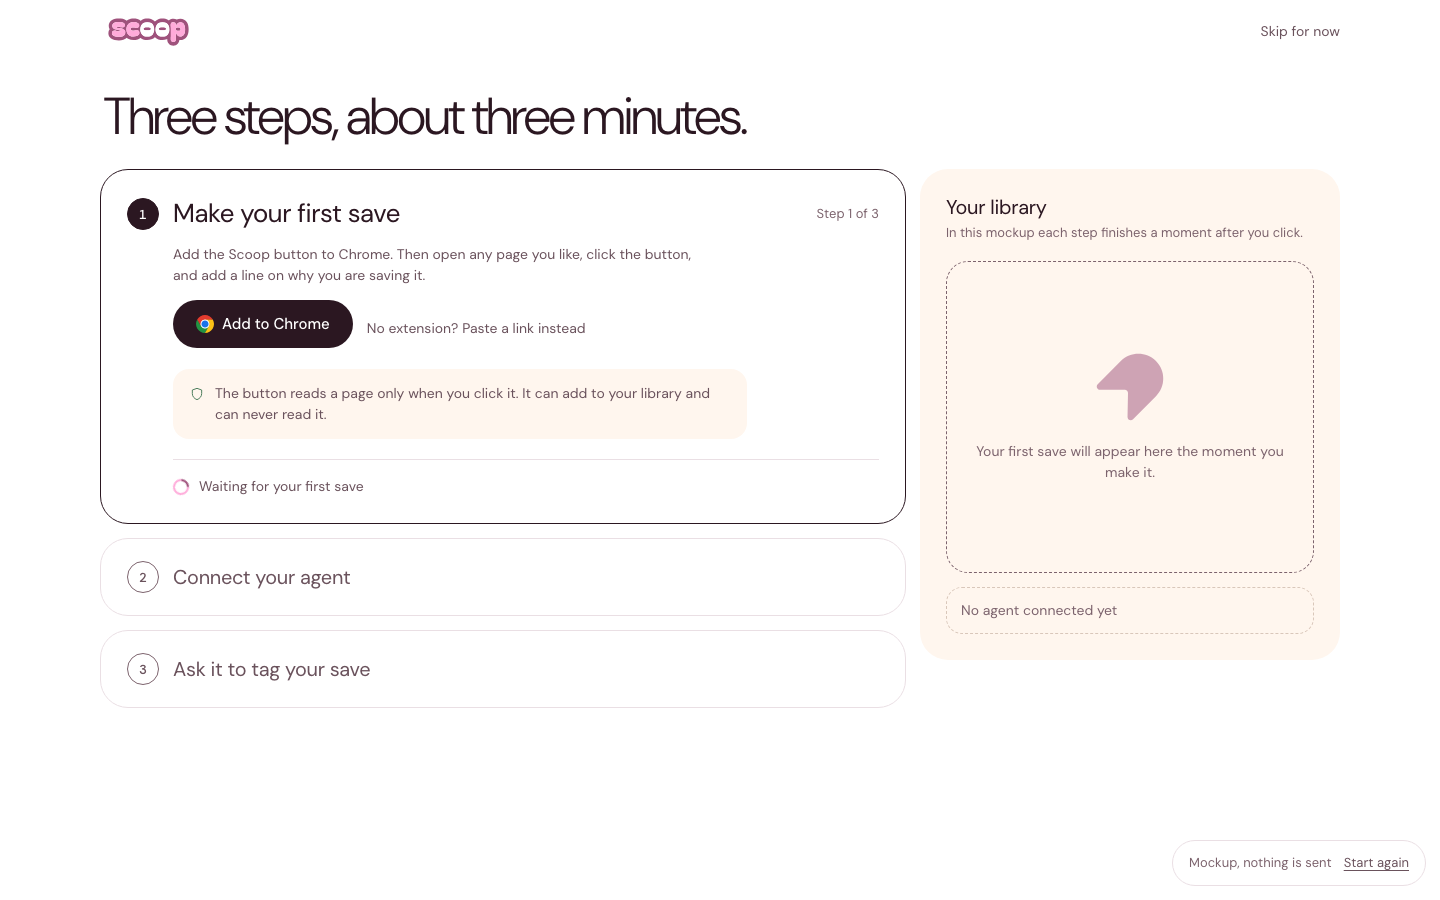 scoop
Skip for now
Three steps, about three minutes.
1
Make your first save
Step 1 of 3
Add the Scoop button to Chrome. Then open any page you like, click the button,
and add a line on why you are saving it.
Add to Chrome
No extension? Paste a link instead
The button reads a page only when you click it. It can add to your library and
can never read it.
Waiting for your first save
2
Connect your agent
3
Ask it to tag your save
Your library
In this mockup each step finishes a moment after you click.
Your first save will appear here the moment you
make it.
No agent connected yet
Mockup, nothing is sent
Start again